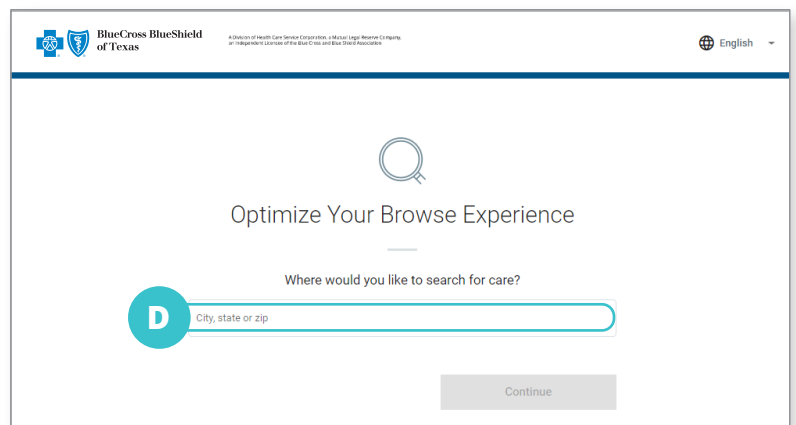 BlueCross BlueShield
of Texas
A Division of Health Care Service Corporation, a Mutual Legal Reserve Company,
an Independent Licensee of the Blue Cross and Blue Shield Association
English
Optimize Your Browse Experience
Where would you like to search for care?
D
City, state or zip
Continue